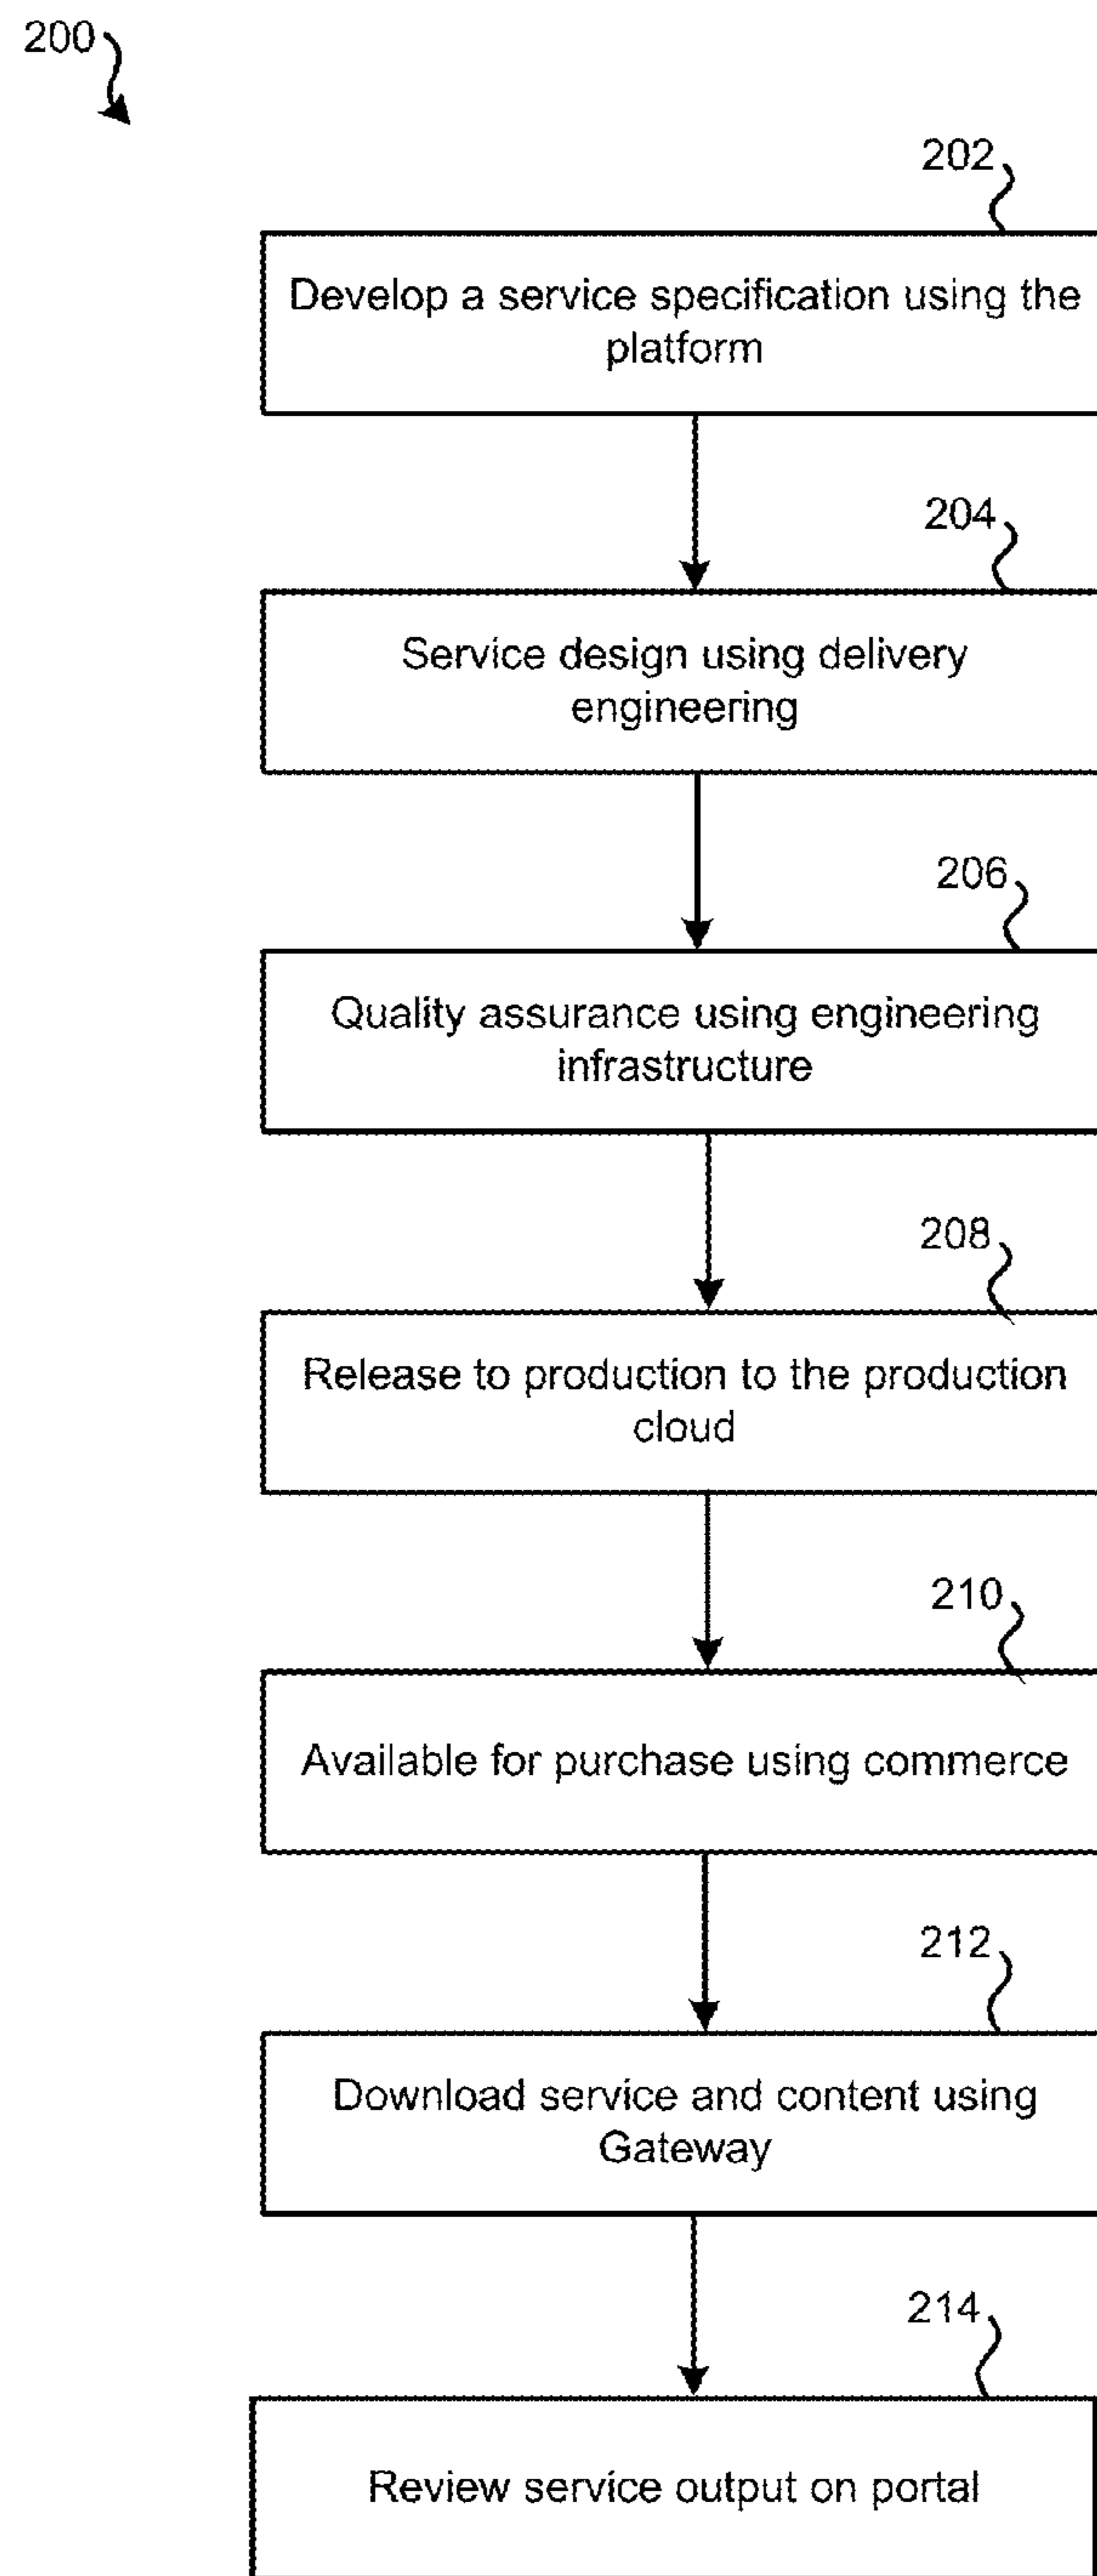 200
202
Develop a service specification using the
platform
204
Service design using delivery
engineering
206
Quality assurance using engineering
infrastructure
208
Release to production to the production
cloud
210
Available for purchase using commerce
212
Download service and content using
Gateway
214
Review service output on portal